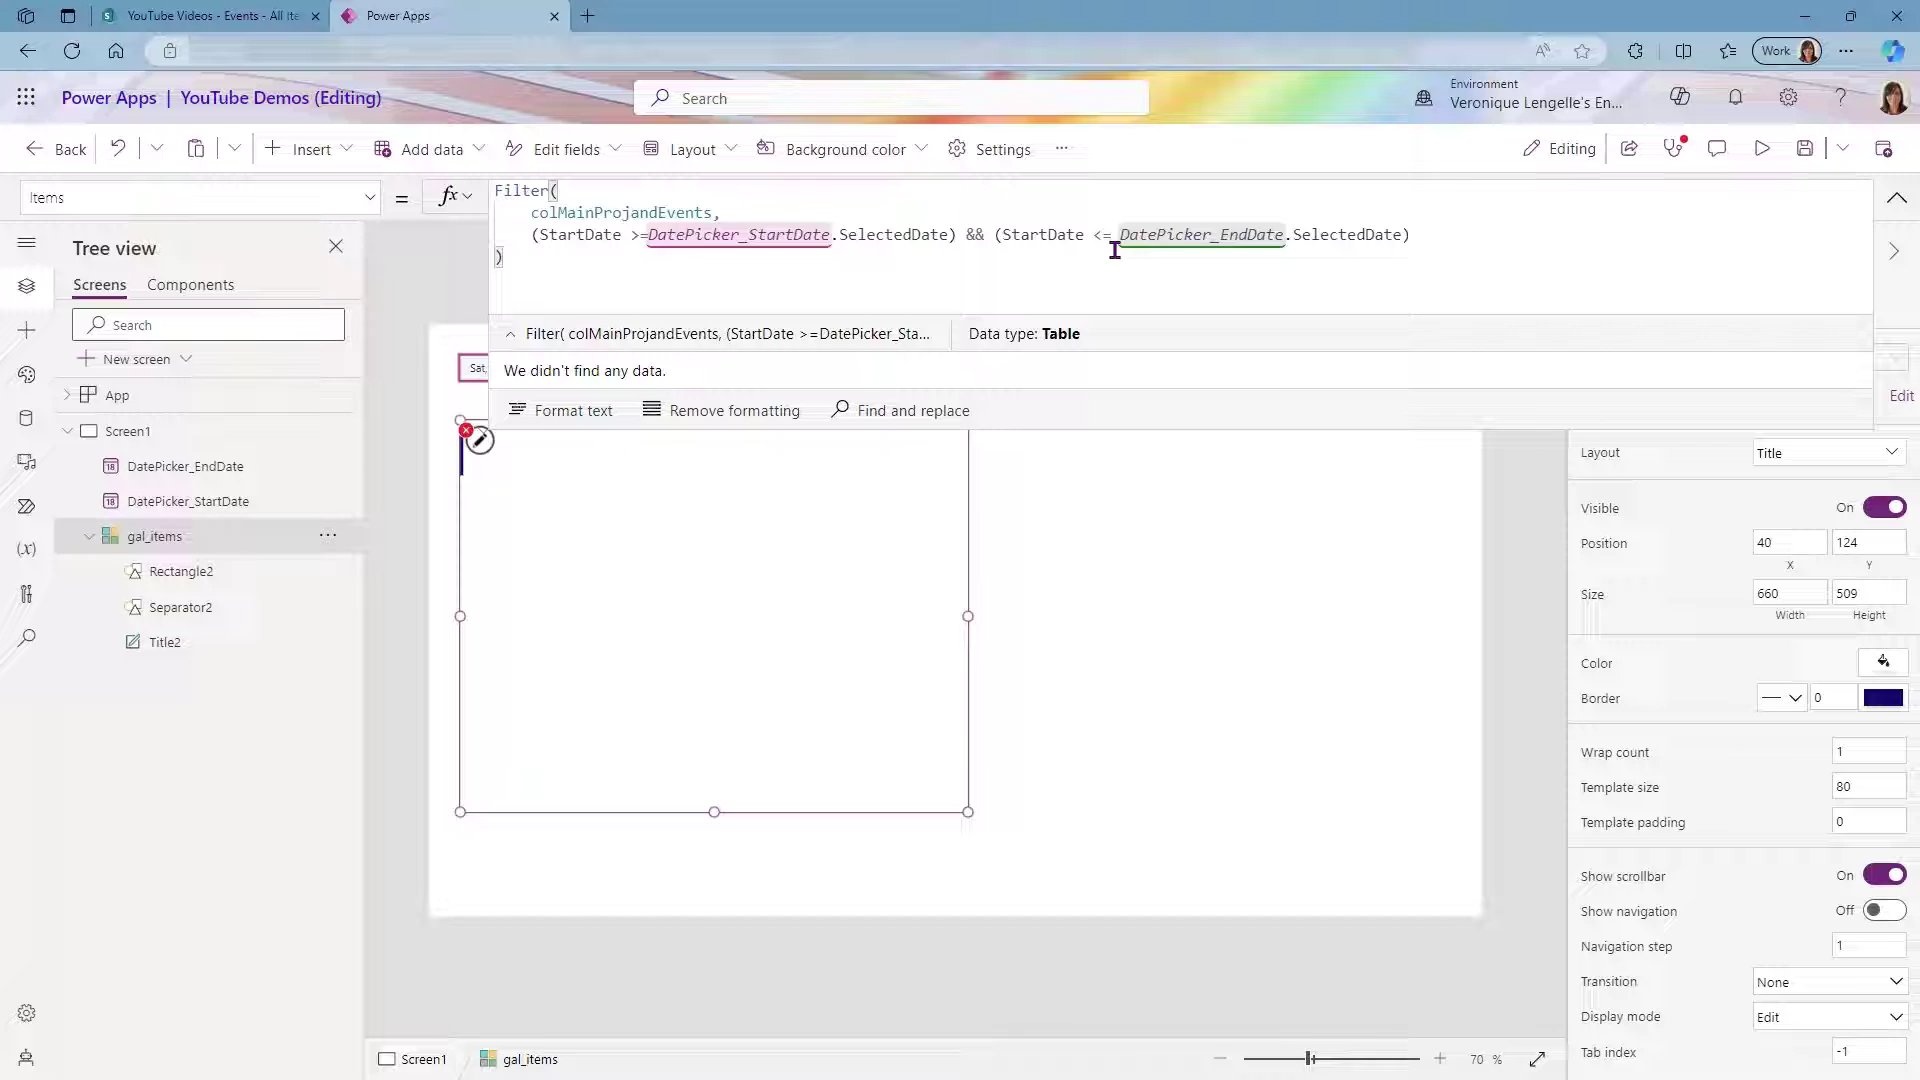 YouTube Videos - Events - All Ite
Power Apps
Work
Power Apps | YouTube Demos (Editing)
Search
Environment
Veronique Lengelle's En...
Back
Insert
Add data
Edit fields
Layout
Background color
Settings
...
Editing
Items
=
fx
Filter(
colMainProjandEvents,
(StartDate >=DatePicker_StartDate.SelectedDate) && (StartDate <= DatePicker_EndDate.SelectedDate)
)
Filter( colMainProjandEvents, (StartDate >=DatePicker_Sta...
Data type: Table
We didn't find any data.
Format text
Remove formatting
Find and replace
Tree view
Screens
Components
Search
New screen
App
Screen1
DatePicker_EndDate
DatePicker_StartDate
gal_items
...
Rectangle2
Separator2
Title2
Sat,
Edit
Layout
Title
Visible
On
Position
40
124
X
Y
Size
660
509
Width
Height
Color
Border
0
Wrap count
1
Template size
80
Template padding
0
Show scrollbar
On
Show navigation
Off
Navigation step
1
Transition
None
Display mode
Edit
Tab index
-1
Screen1
gal_items
70 %